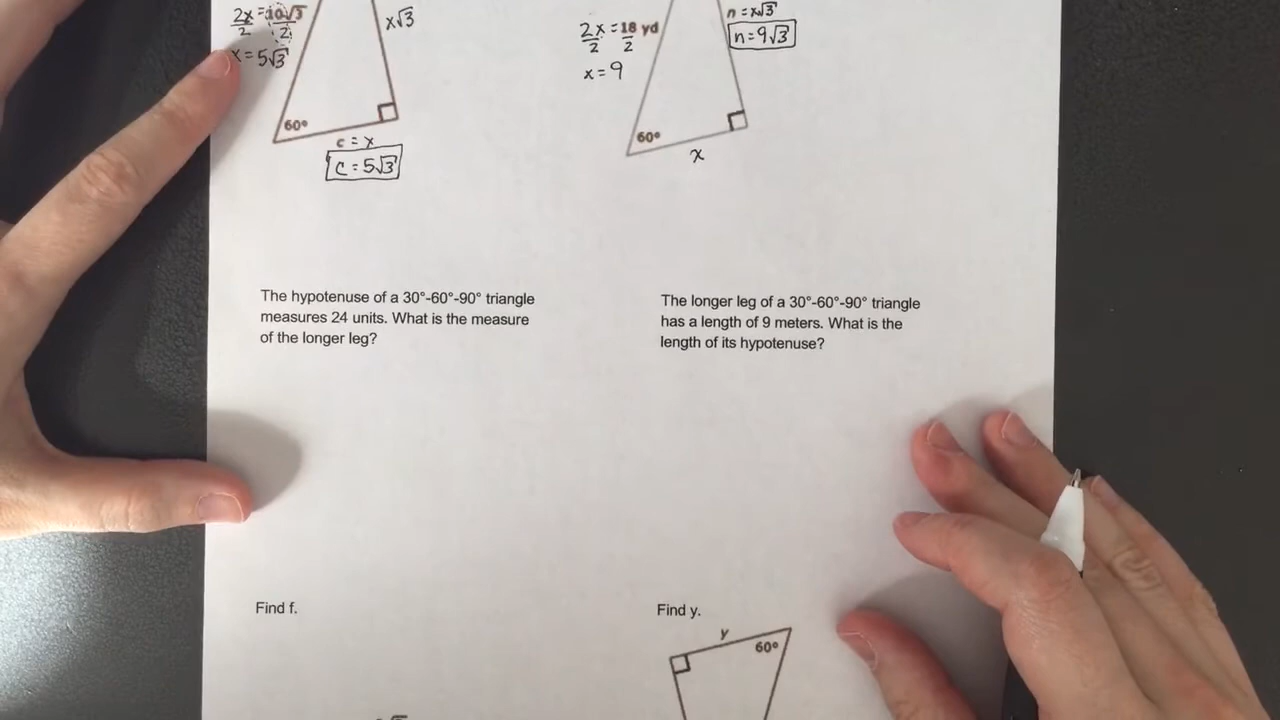 2x = 10√3
2 2
x = 5√3
x√3
60°
c = x
c = 5√3
2x = 18 yd
2 2
x = 9
n = x√3
n = 9√3
60°
x
The hypotenuse of a 30°-60°-90° triangle
measures 24 units. What is the measure
of the longer leg?
The longer leg of a 30°-60°-90° triangle
has a length of 9 meters. What is the
length of its hypotenuse?
Find f.
Find y.
y
60°